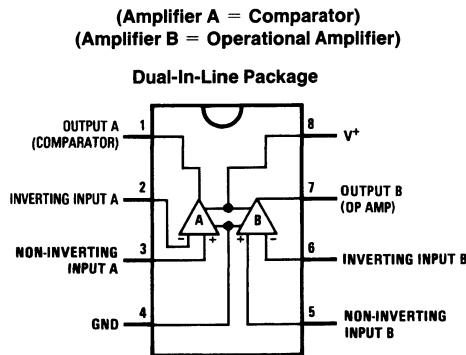 (Amplifier A = Comparator)
(Amplifier B = Operational Amplifier)
Dual-In-Line Package
OUTPUT A
(COMPARATOR)
1
8
V+
INVERTING INPUT A
2
7
OUTPUT B
(OP AMP)
A
B
- + + -
NON-INVERTING
INPUT A
3
6
INVERTING INPUT B
GND
4
5
NON-INVERTING
INPUT B